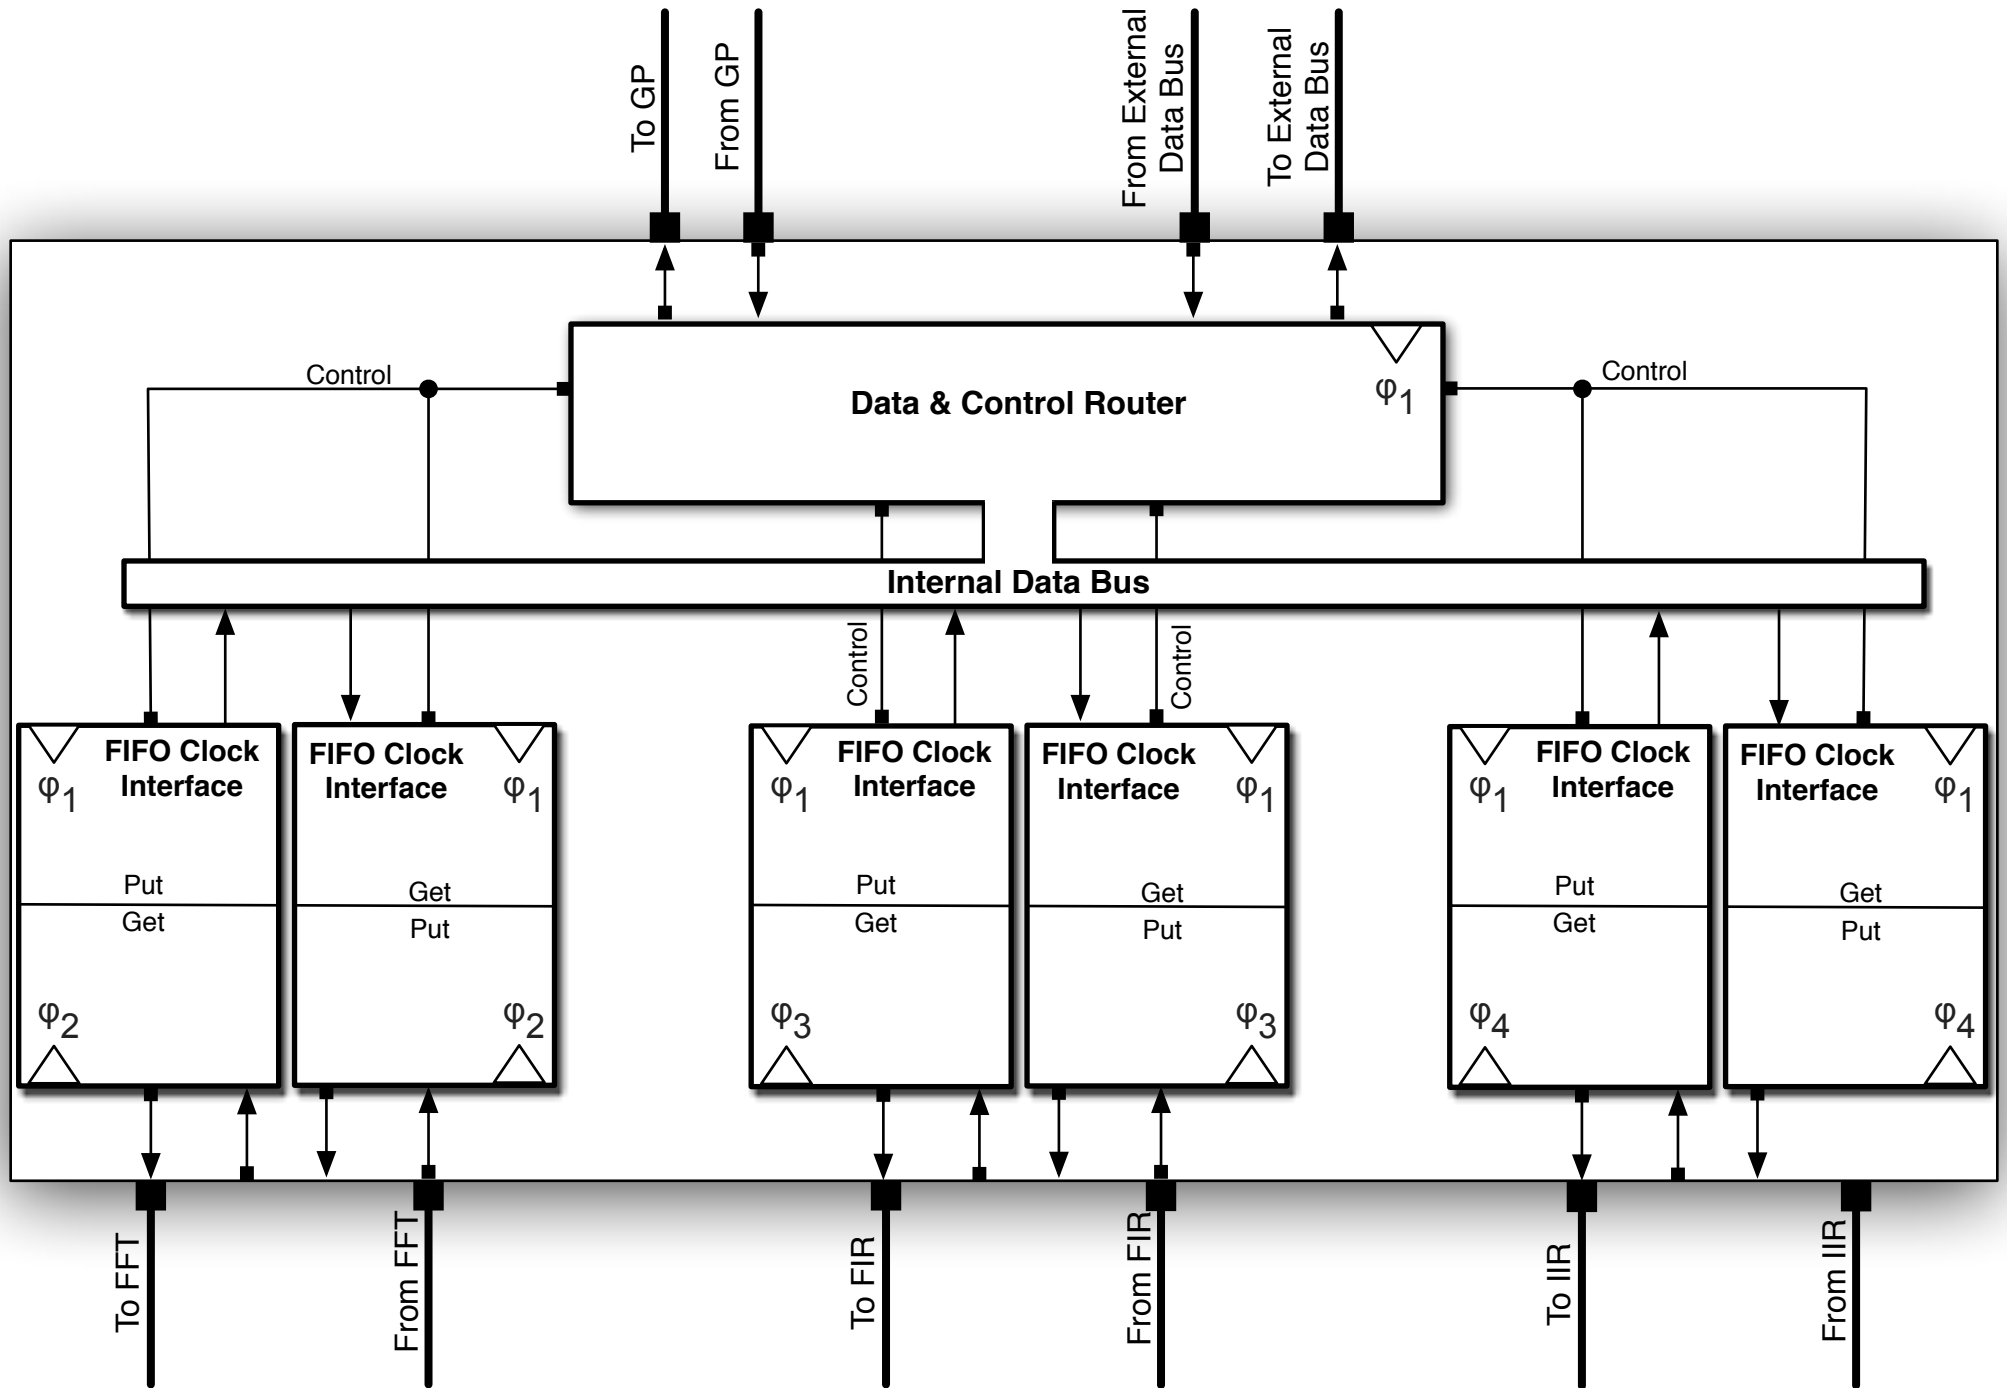 To GP
From GP
From External
Data Bus
To External
Data Bus
Control
Data & Control Router
φ1
Control
Internal Data Bus
Control
Control
FIFO Clock
Interface
φ1
Put
Get
φ2
FIFO Clock
Interface
φ1
Get
Put
φ2
FIFO Clock
Interface
φ1
Put
Get
φ3
FIFO Clock
Interface
φ1
Get
Put
φ3
FIFO Clock
Interface
φ1
Put
Get
φ4
FIFO Clock
Interface
φ1
Get
Put
φ4
To FFT
From FFT
To FIR
From FIR
To IIR
From IIR